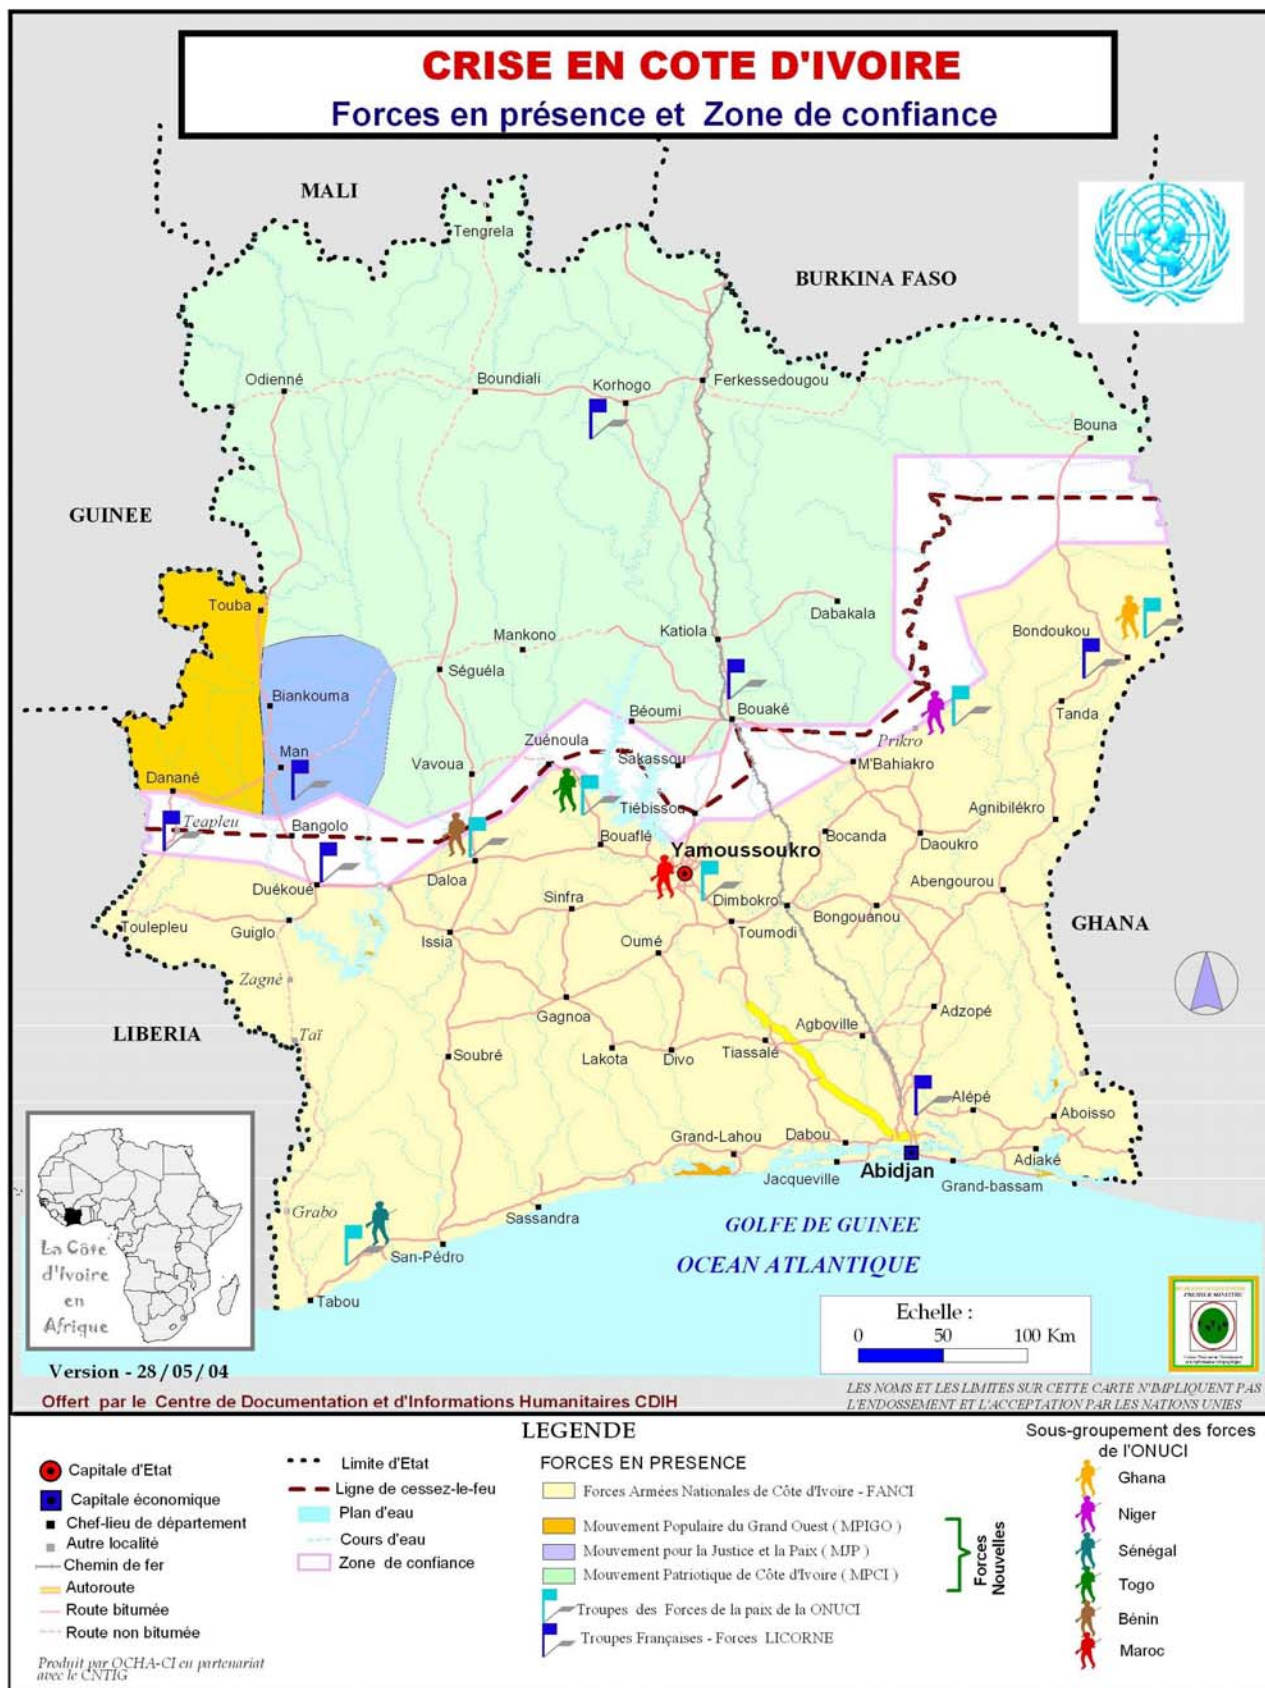 CRISE EN COTE D'IVOIRE
Forces en présence et Zone de confiance
MALI
Tengrela
BURKINA FASO
Odienné
Boundiali
Korhogo
Ferkessedougou
Bouna
GUINEE
Touba
Dabakala
Mankono
Katiola
Bondoukou
Séguéla
Biankouma
Béoumi
Bouaké
Tanda
Prikro
Zuénoula
Man
Vavoua
Sakassou
M'Bahiakro
Danané
Tiébissou
Agnibilékro
Teapleu
Bangolo
Bouaflé
Bocanda
Daoukro
Yamoussoukro
Daloa
Duékoué
Abengourou
Sinfra
Dimbokro
Bongouanou
Toulepleu
Guiglo
Issia
Oumé
Toumodi
GHANA
Zagné
Gagnoa
Adzopé
LIBERIA
Taï
Agboville
Soubré
Lakota
Divo
Tiassalé
Alépé
Aboisso
Grand-Lahou
Dabou
Adiaké
Jacqueville
Abidjan
Grand-bassam
Grabo
Sassandra
San-Pédro
Tabou
GOLFE DE GUINEE
OCEAN ATLANTIQUE
La Côte
d'Ivoire
en
Afrique
Echelle :
0 50 100 Km
PREMIER MINISTRE
Version - 28 / 05 / 04
Offert par le Centre de Documentation et d'Informations Humanitaires CDIH
LES NOMS ET LES LIMITES SUR CETTE CARTE N'IMPLIQUENT PAS
L'ENDOSSEMENT ET L'ACCEPTATION PAR LES NATIONS UNIES
LEGENDE
Capitale d'Etat
Capitale économique
Chef-lieu de département
Autre localité
Chemin de fer
Autoroute
Route bitumée
Route non bitumée
Produit par OCHA-CI en partenariat
avec le CNTIG
Limite d'Etat
Ligne de cessez-le-feu
Plan d'eau
Cours d'eau
Zone de confiance
FORCES EN PRESENCE
Forces Armées Nationales de Côte d'Ivoire - FANCI
Mouvement Populaire du Grand Ouest ( MPIGO )
Mouvement pour la Justice et la Paix ( MJP )
Mouvement Patriotique de Côte d'Ivoire ( MPCI )
Forces
Nouvelles
Troupes des Forces de la paix de la ONUCI
Troupes Françaises - Forces LICORNE
Sous-groupement des forces
de l'ONUCI
Ghana
Niger
Sénégal
Togo
Bénin
Maroc